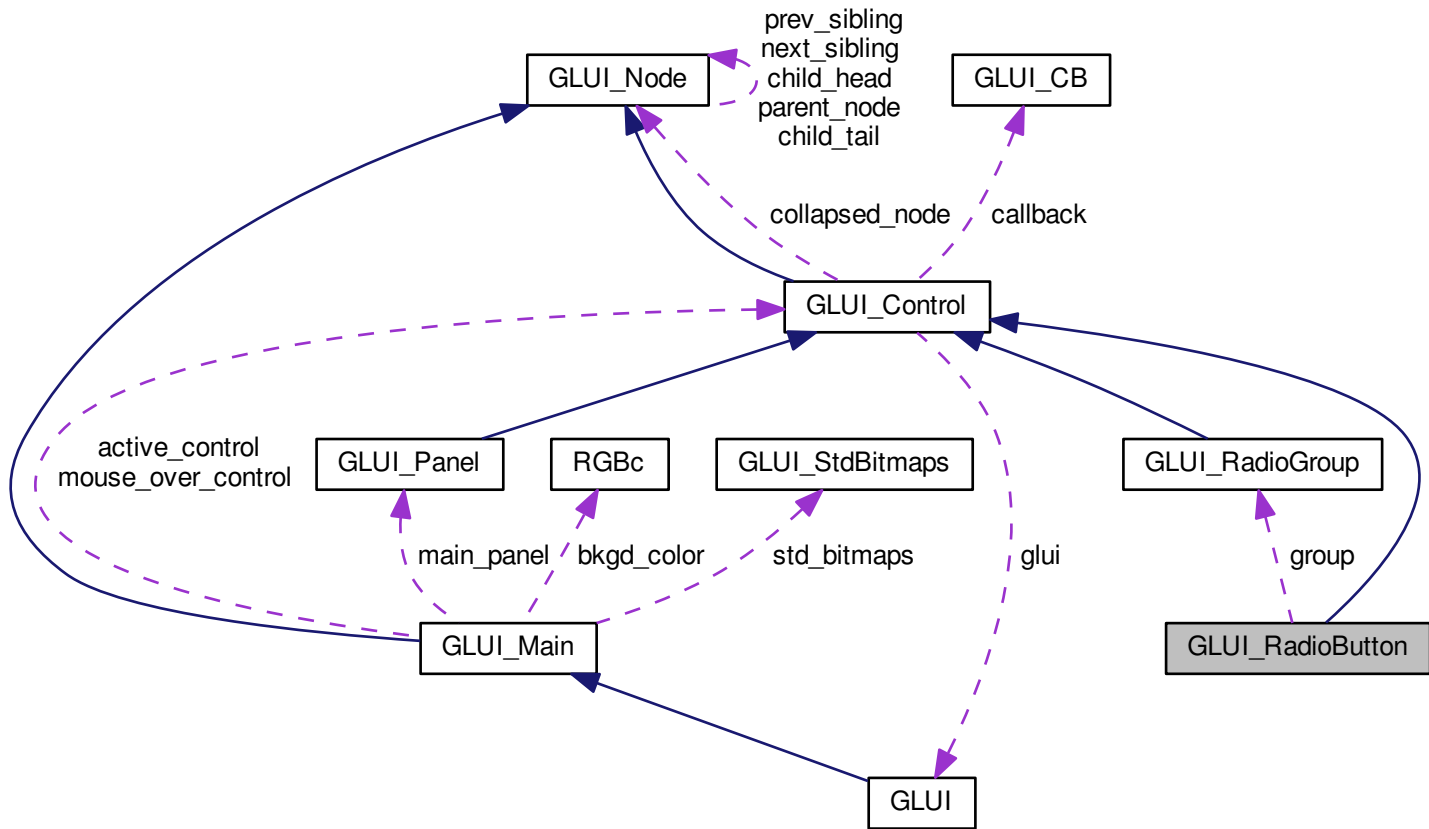 prev_sibling
next_sibling
child_head
parent_node
child_tail
GLUI_Node
GLUI_CB
collapsed_node
callback
GLUI_Control
active_control
mouse_over_control
GLUI_Panel
RGBc
GLUI_StdBitmaps
GLUI_RadioGroup
main_panel
bkgd_color
std_bitmaps
glui
group
GLUI_Main
GLUI_RadioButton
GLUI